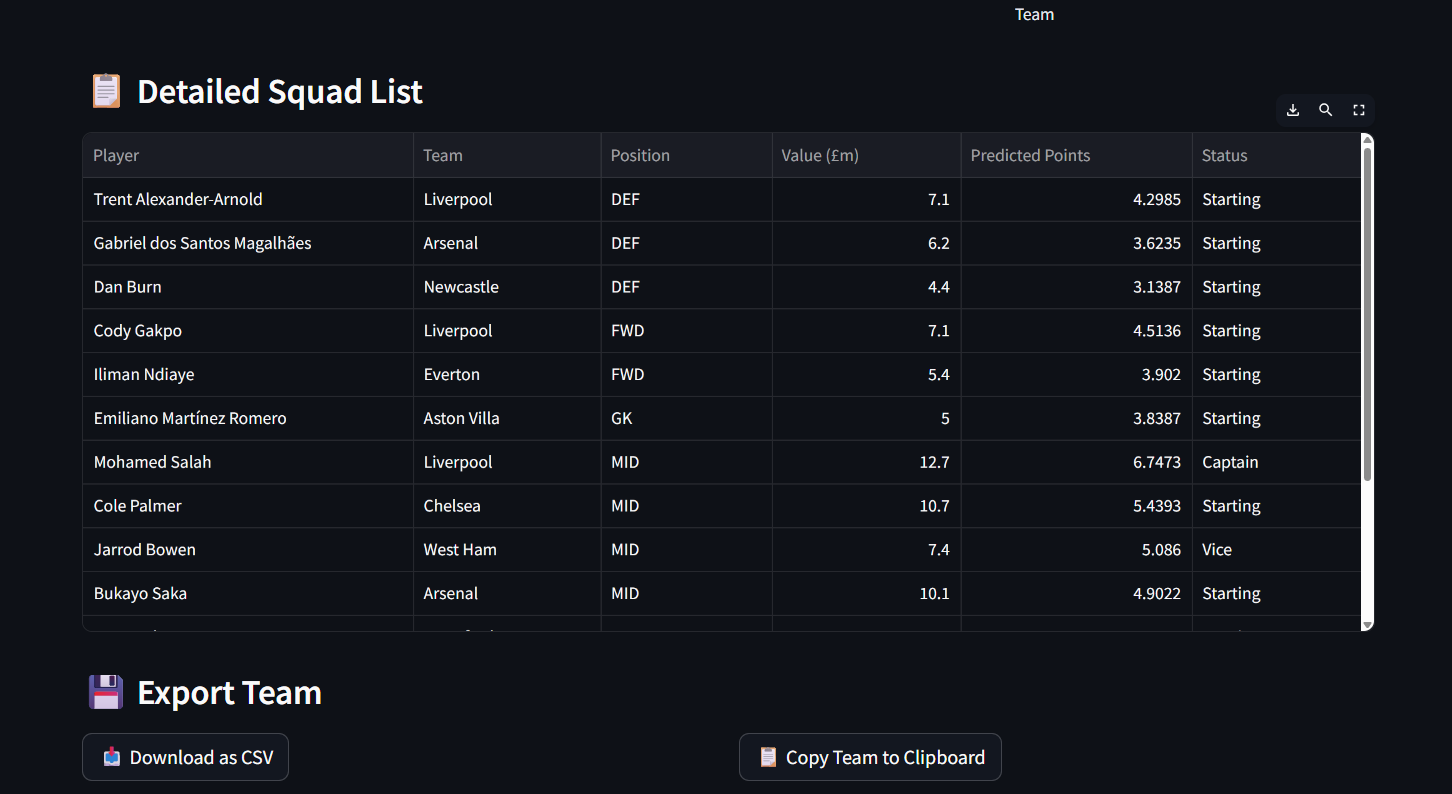 Team
Detailed Squad List
Player Team Position Value (£m) Predicted Points Status
Trent Alexander-Arnold Liverpool DEF 7.1 4.2985 Starting
Gabriel dos Santos Magalhães Arsenal DEF 6.2 3.6235 Starting
Dan Burn Newcastle DEF 4.4 3.1387 Starting
Cody Gakpo Liverpool FWD 7.1 4.5136 Starting
Iliman Ndiaye Everton FWD 5.4 3.902 Starting
Emiliano Martínez Romero Aston Villa GK 5 3.8387 Starting
Mohamed Salah Liverpool MID 12.7 6.7473 Captain
Cole Palmer Chelsea MID 10.7 5.4393 Starting
Jarrod Bowen West Ham MID 7.4 5.086 Vice
Bukayo Saka Arsenal MID 10.1 4.9022 Starting
Export Team
Download as CSV Copy Team to Clipboard